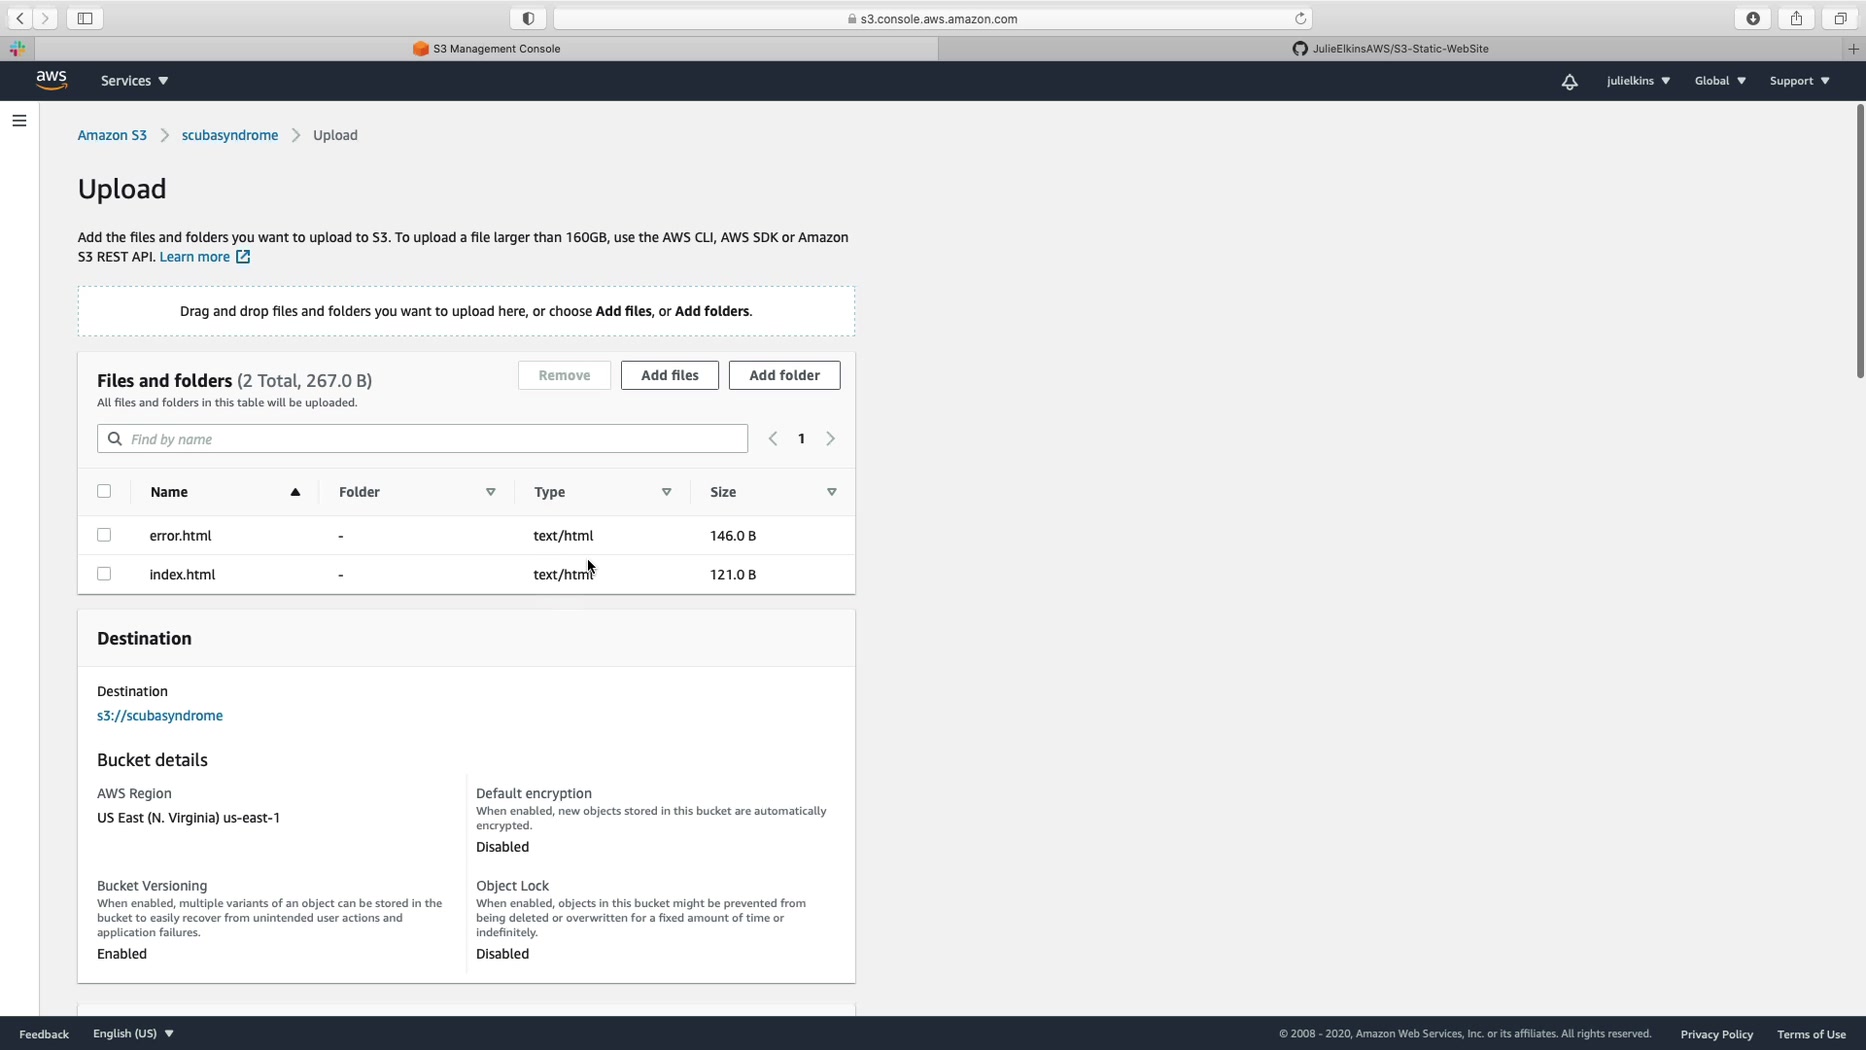 s3.console.aws.amazon.com
S3 Management Console
JulieElkinsAWS/S3-Static-WebSite
aws
Services
julielkins
Global
Support
Amazon S3
scubasyndrome
Upload
Upload
Add the files and folders you want to upload to S3. To upload a file larger than 160GB, use the AWS CLI, AWS SDK or Amazon
S3 REST API. Learn more
Drag and drop files and folders you want to upload here, or choose Add files, or Add folders.
Files and folders (2 Total, 267.0 B)
Remove
Add files
Add folder
All files and folders in this table will be uploaded.
Find by name
1
Name
Folder
Type
Size
error.html - text/html 146.0 B
index.html - text/html 121.0 B
Destination
Destination
s3://scubasyndrome
Bucket details
AWS Region
US East (N. Virginia) us-east-1
Default encryption
When enabled, new objects stored in this bucket are automatically
encrypted.
Disabled
Bucket Versioning
When enabled, multiple variants of an object can be stored in the
bucket to easily recover from unintended user actions and
application failures.
Enabled
Object Lock
When enabled, objects in this bucket might be prevented from
being deleted or overwritten for a fixed amount of time or
indefinitely.
Disabled
Feedback
English (US)
© 2008 - 2020, Amazon Web Services, Inc. or its affiliates. All rights reserved.
Privacy Policy
Terms of Use